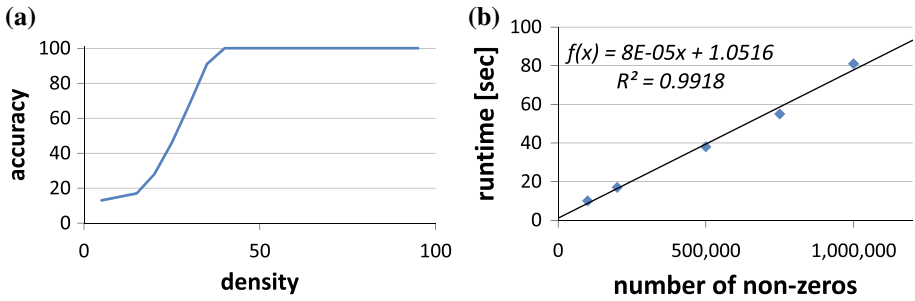 (a)
accuracy
100
80
60
40
20
0
0 50 100
density
(b)
runtime [sec]
100
80
60
40
20
0
f(x) = 8E-05x + 1.0516
R² = 0.9918
0 500,000 1,000,000
number of non-zeros